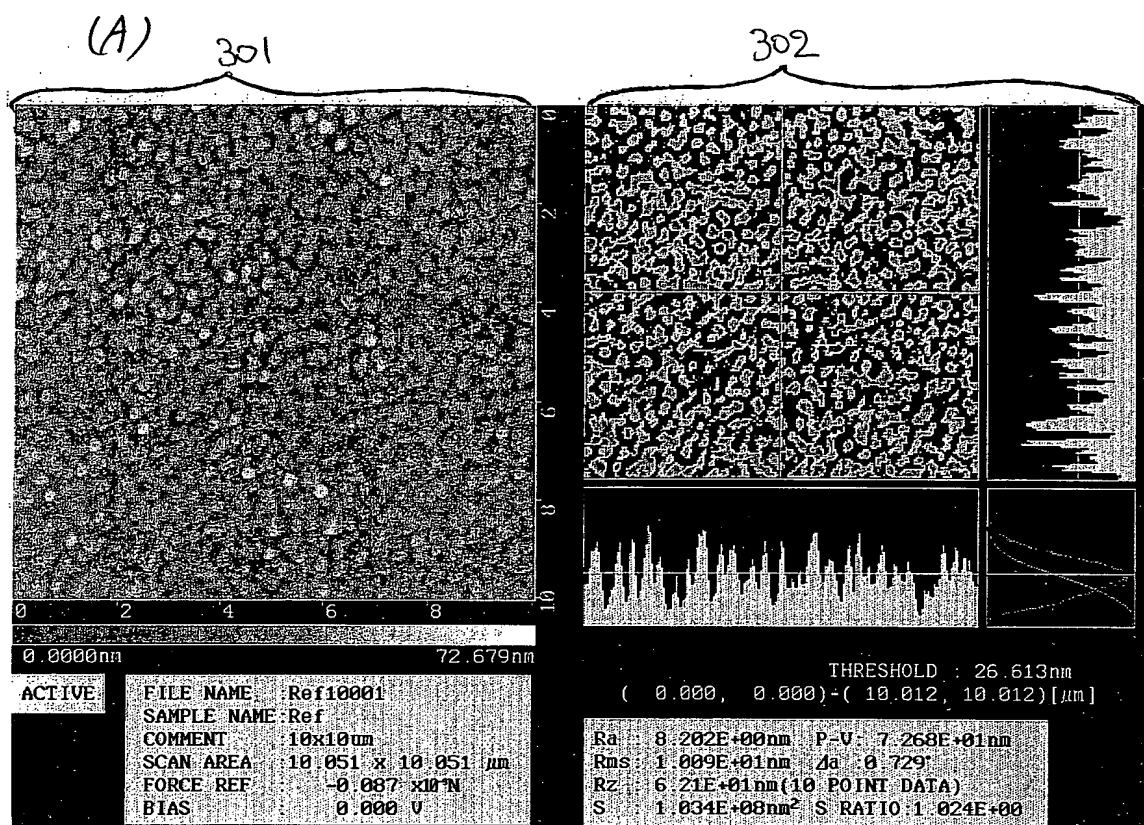 (A)
301
302
0
2
4
6
8
10
0 2 4 6 8
0.0000nm 72.679nm
THRESHOLD : 26.613nm
( 0.000, 0.000)-( 10.012, 10.012)[µm]
ACTIVE
FILE NAME :Ref10001
SAMPLE NAME:Ref
COMMENT :10x10um
SCAN AREA :10.051 x 10.051 µm
FORCE REF : -0.087 x10⁻⁹N
BIAS : 0.000 V
Ra : 8.202E+00nm P-V: 7.268E+01nm
Rms: 1.009E+01nm Δa :0.729°
Rz : 6.21E+01nm(10 POINT DATA)
S : 1.034E+08nm² S RATIO:1.024E+00